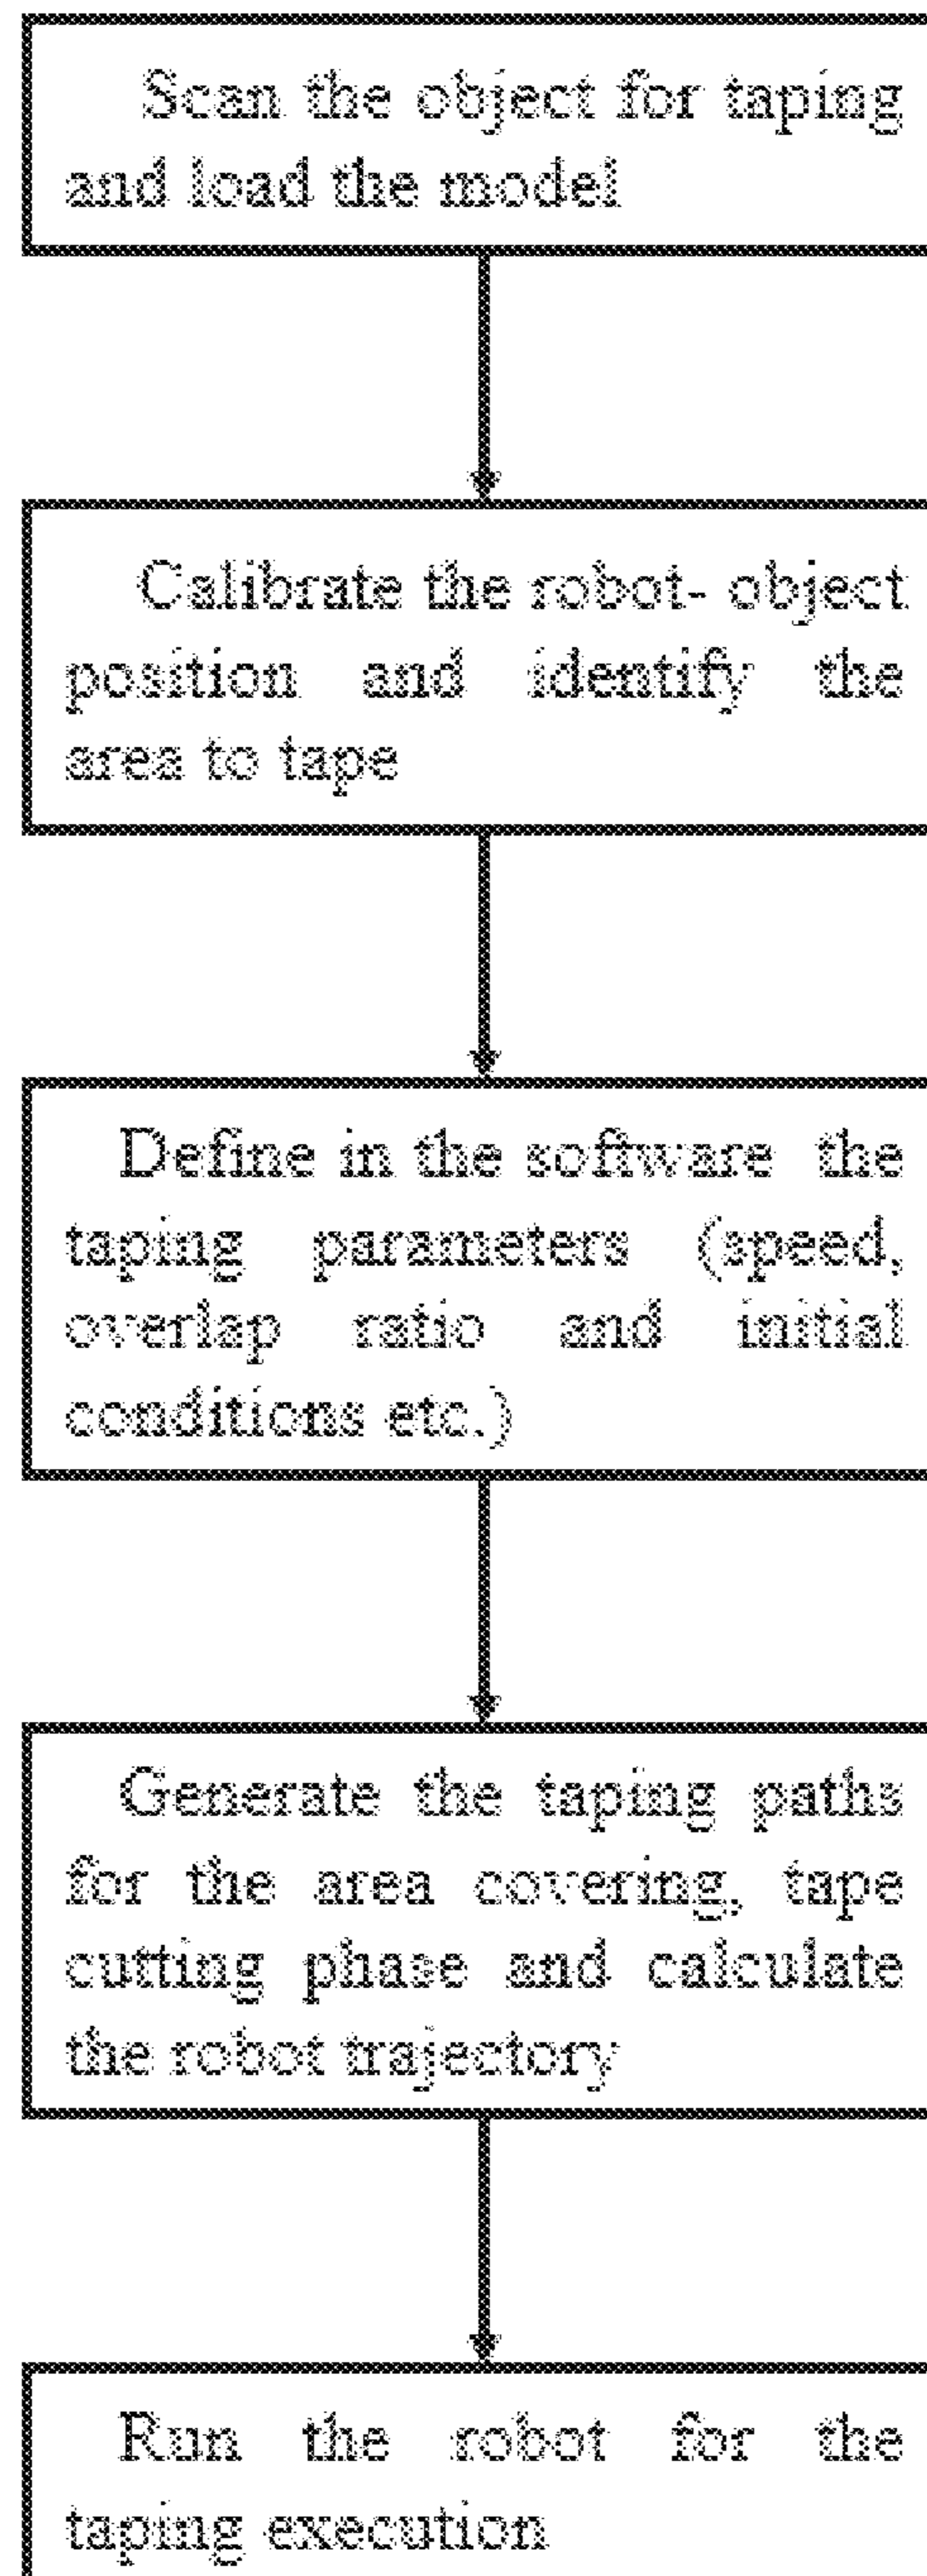 Scan the object for taping
and load the model
Calibrate the robot- object
position and identify the
area to tape
Define in the software the
taping parameters (speed,
overlap ratio and initial
conditions etc.)
Generate the taping paths
for the area covering, tape
cutting phase and calculate
the robot trajectory
Run the robot for the
taping execution